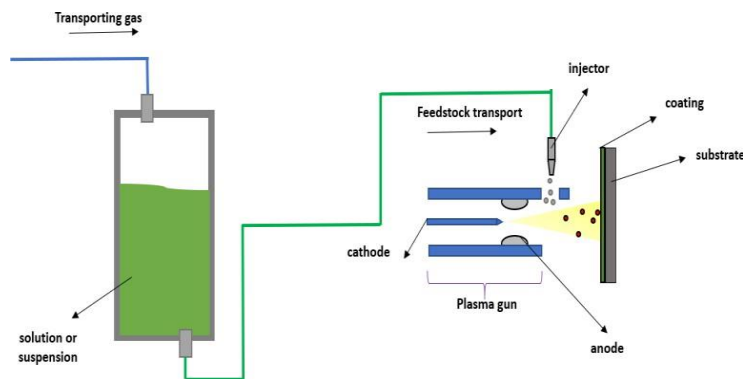 Transporting gas
injector
Feedstock transport
coating
substrate
cathode
Plasma gun
solution or
suspension
anode